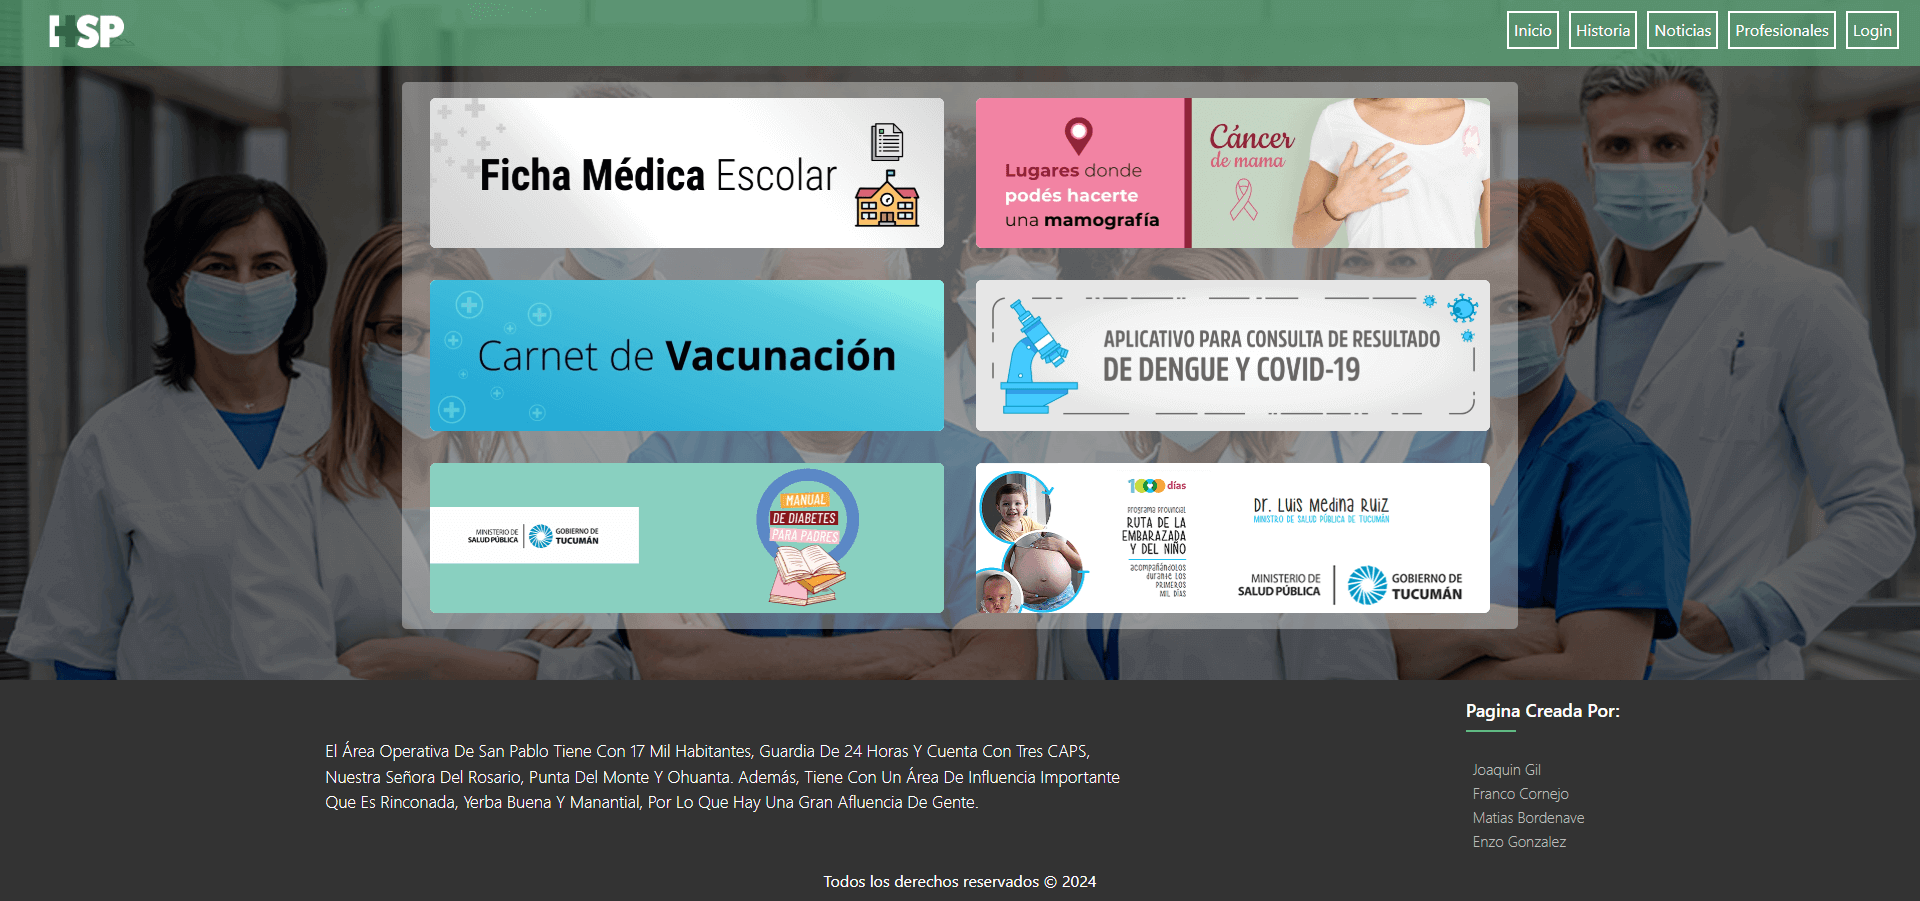 HSP
Inicio
Historia
Noticias
Profesionales
Login
Ficha Médica Escolar
Lugares donde
podés hacerte
una mamografía
Cáncer
de mama
Carnet de Vacunación
APLICATIVO PARA CONSULTA DE RESULTADO
DE DENGUE Y COVID-19
MINISTERIO DE
SALUD PÚBLICA
GOBIERNO DE
TUCUMÁN
MANUAL
DE DIABETES
PARA PADRES
1000 días
Programa Provincial
RUTA DE LA
EMBARAZADA
Y DEL NIÑO
acompañándolos
durante los
PRIMEROS
MIL DÍAS
Dr. Luis Medina Ruiz
MINISTRO DE SALUD PÚBLICA DE TUCUMÁN
MINISTERIO DE
SALUD PÚBLICA
GOBIERNO DE
TUCUMÁN
El Área Operativa De San Pablo Tiene Con 17 Mil Habitantes, Guardia De 24 Horas Y Cuenta Con Tres CAPS,
Nuestra Señora Del Rosario, Punta Del Monte Y Ohuanta. Además, Tiene Con Un Área De Influencia Importante
Que Es Rinconada, Yerba Buena Y Manantial, Por Lo Que Hay Una Gran Afluencia De Gente.
Pagina Creada Por:
Joaquin Gil
Franco Cornejo
Matias Bordenave
Enzo Gonzalez
Todos los derechos reservados © 2024